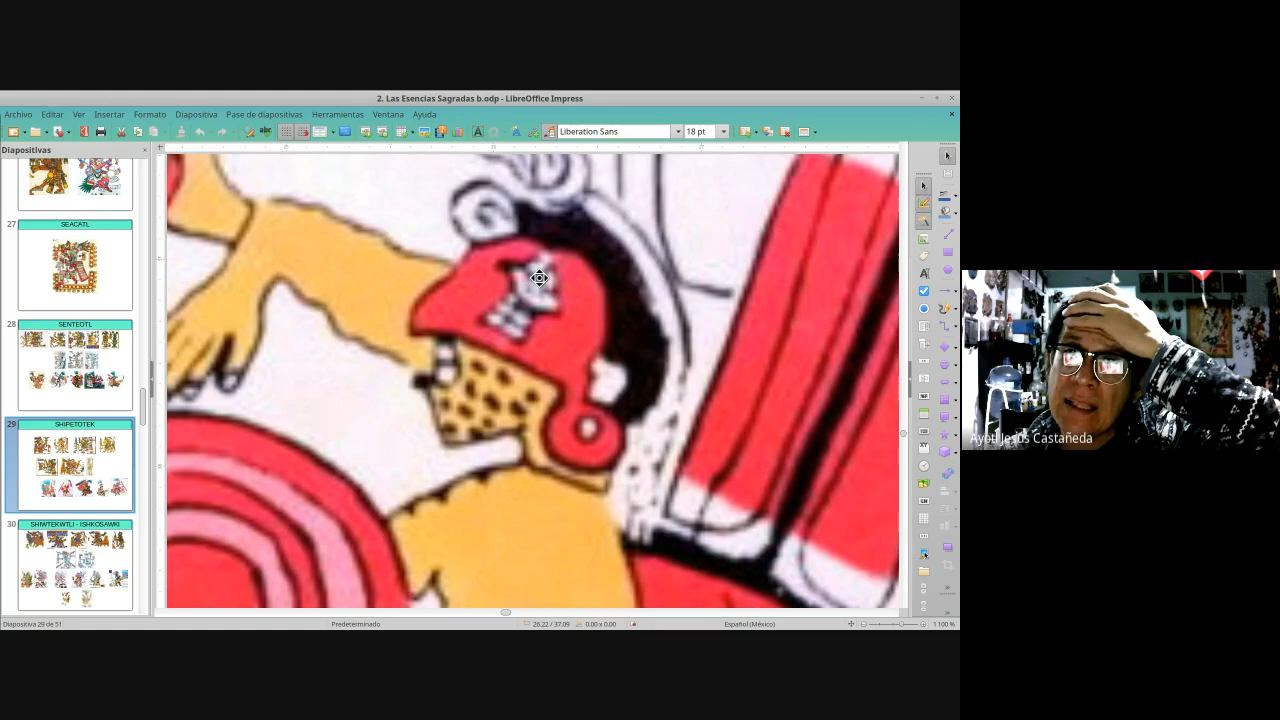 2. Las Esencias Sagradas b.odp - LibreOffice Impress
Archivo Editar Ver Insertar Formato Diapositiva Pase de diapositivas Herramientas Ventana Ayuda
Liberation Sans 18 pt
Diapositivas
27 SEACATL
28 SENTEOTL
29 SHIPETOTEK
30 SHIWTEKWTLI - ISHKOSAWKI
Diapositiva 29 de 51 Predeterminado 26.22 / 37.09 0.00 x 0.00 Español (México) 1 100 %
Jesús Castañeda